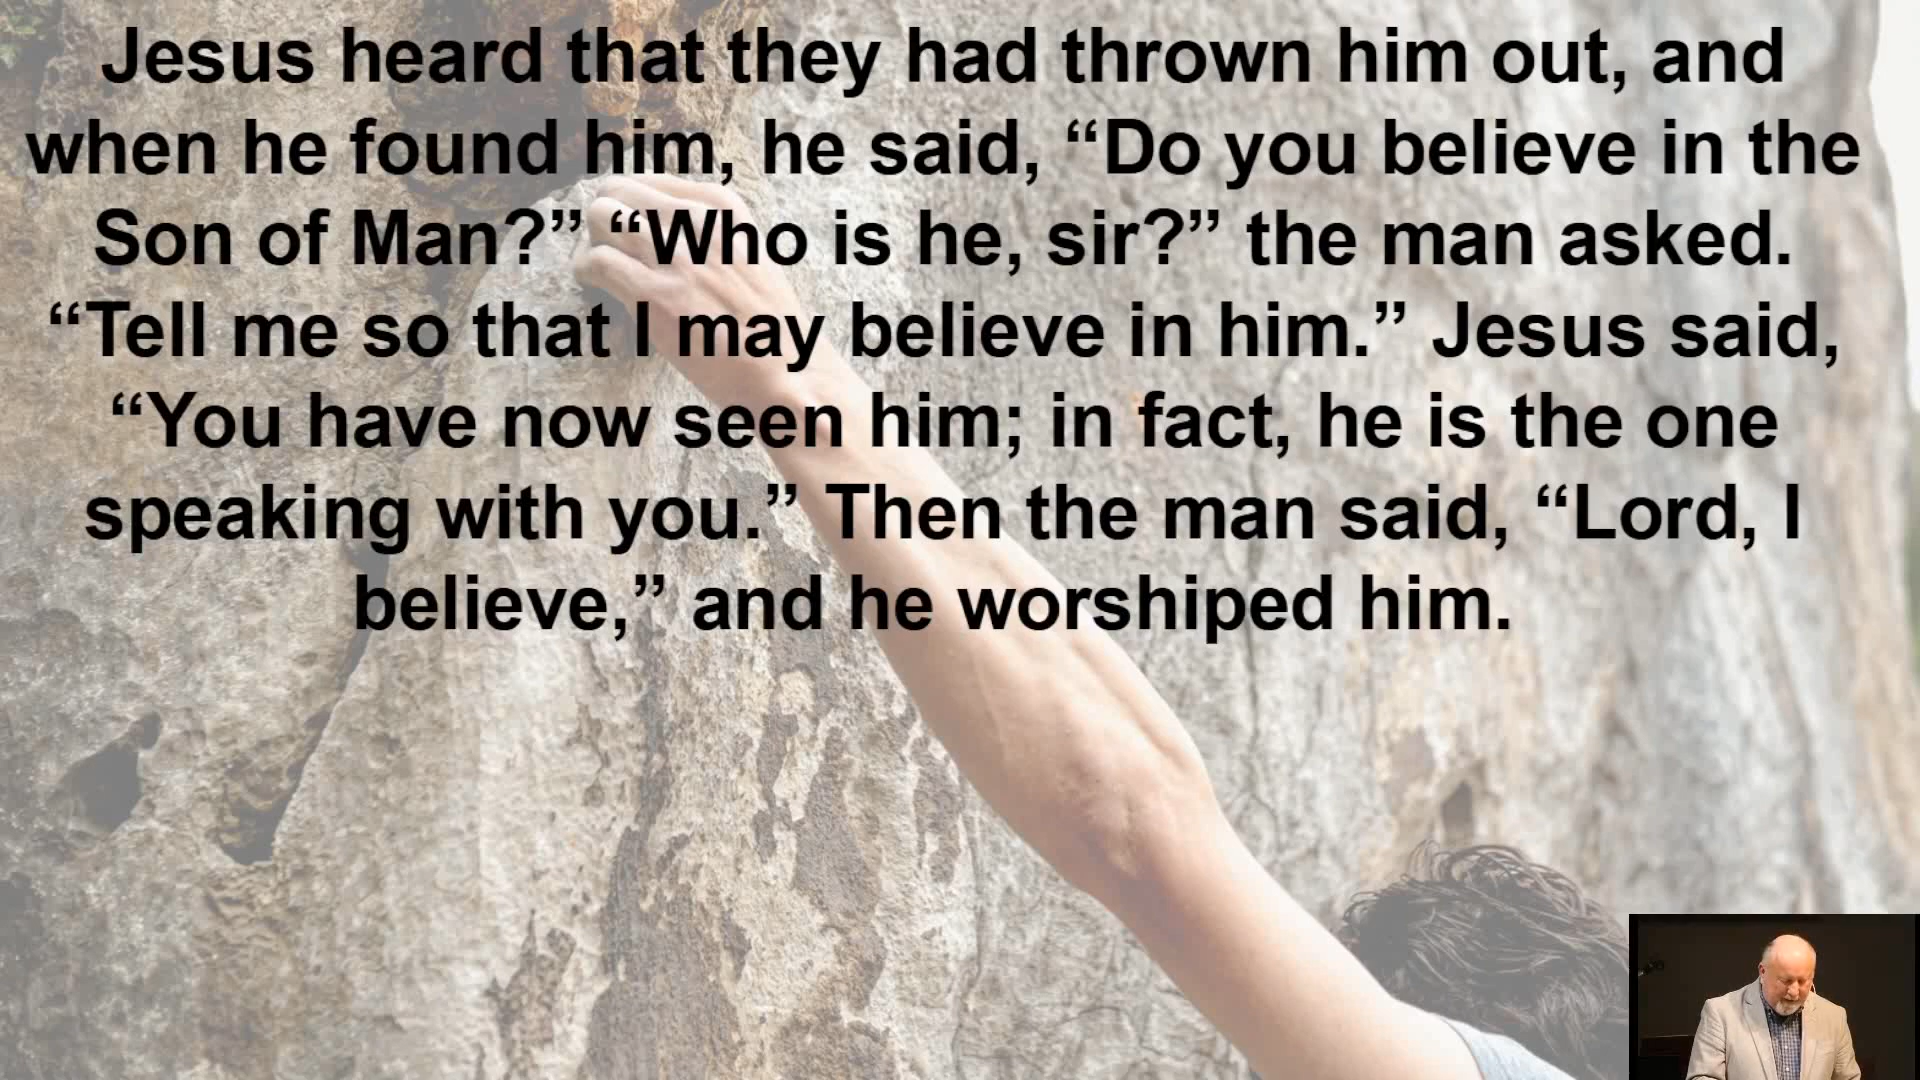 Jesus heard that they had thrown him out, and
when he found him, he said, “Do you believe in the
Son of Man?” “Who is he, sir?” the man asked.
“Tell me so that I may believe in him.” Jesus said,
“You have now seen him; in fact, he is the one
speaking with you.” Then the man said, “Lord, I
believe,” and he worshiped him.